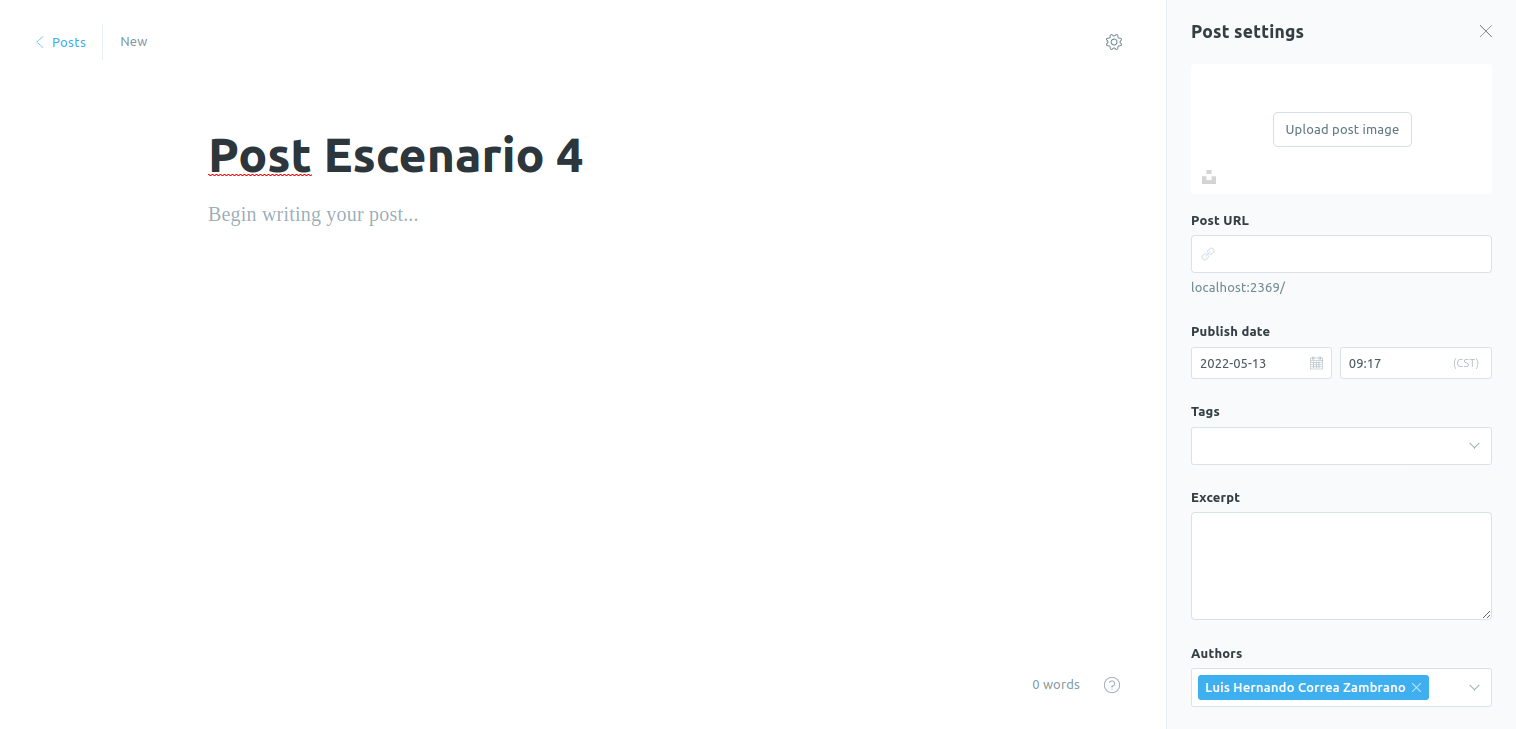 Posts
New
Post Escenario 4
Begin writing your post...
0 words
Post settings
Upload post image
Post URL
localhost:2369/
Publish date
2022-05-13
09:17 (CST)
Tags
Excerpt
Authors
Luis Hernando Correa Zambrano